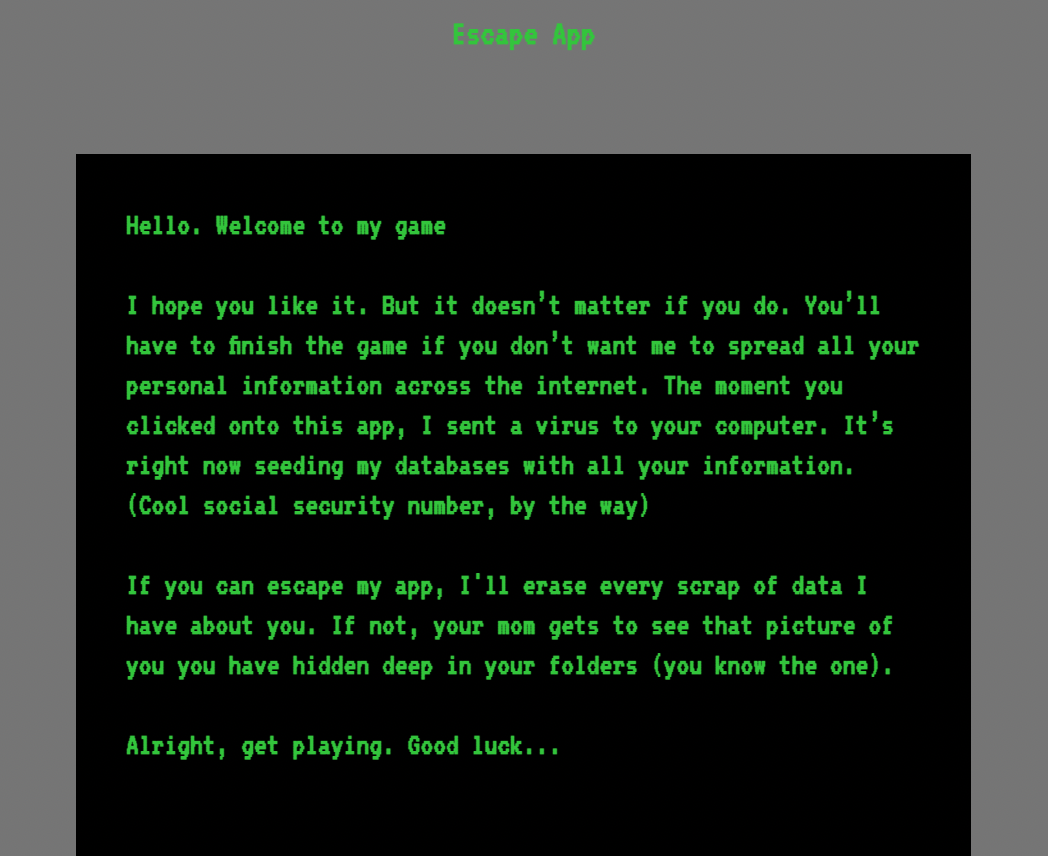 Escape App
Hello. Welcome to my game
I hope you like it. But it doesn’t matter if you do. You’ll
have to finish the game if you don’t want me to spread all your
personal information across the internet. The moment you
clicked onto this app, I sent a virus to your computer. It’s
right now seeding my databases with all your information.
(Cool social security number, by the way)
If you can escape my app, I'll erase every scrap of data I
have about you. If not, your mom gets to see that picture of
you you have hidden deep in your folders (you know the one).
Alright, get playing. Good luck...